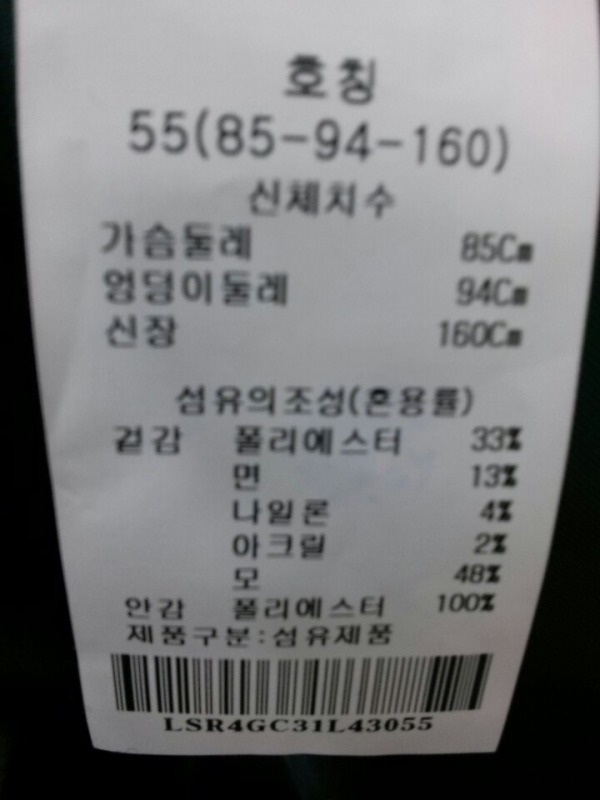 호칭
55(85-94-160)
신체치수
가슴둘레 85Cm
엉덩이둘레 94Cm
신장 160Cm
섬유의조성(혼용률)
겉감 폴리에스터 33%
면 13%
나일론 4%
아크릴 2%
모 48%
안감 폴리에스터 100%
제품구분:섬유제품
LSR4GC31L43055